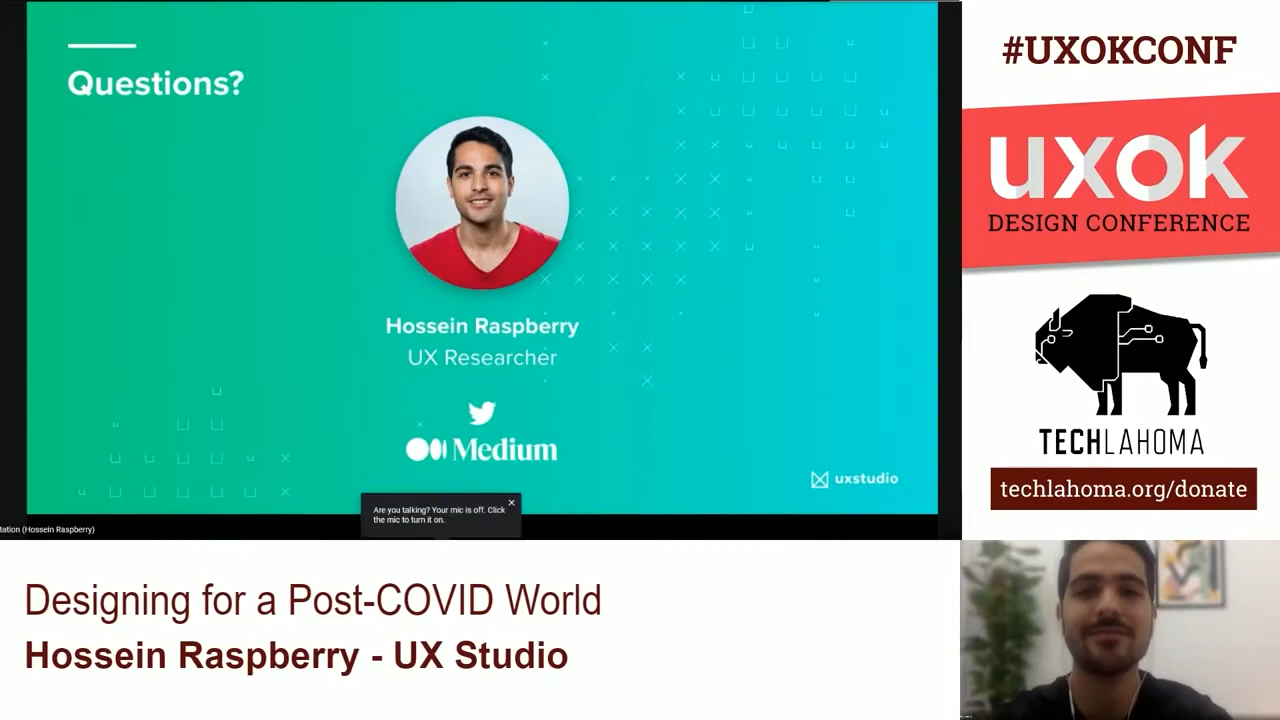 Questions?
Hossein Raspberry
UX Researcher
Medium
uxstudio
Are you talking? Your mic is off. Click
the mic to turn it on.
tation (Hossein Raspberry)
#UXOKCONF
uxok
DESIGN CONFERENCE
TECHLAHOMA
techlahoma.org/donate
Designing for a Post-COVID World
Hossein Raspberry - UX Studio